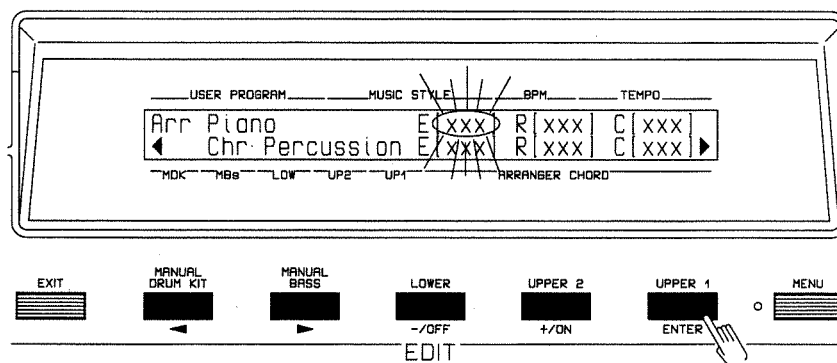 USER PROGRAM MUSIC STYLE BPM TEMPO
Arr Piano E[xxx] R[xxx] C[xxx]
◄ Chr Percussion E[xxx] R[xxx] C[xxx] ►
MDK MBs LOW UP2 UP1 ARRANGER CHORD
EXIT MANUAL DRUM KIT MANUAL BASS LOWER UPPER 2 UPPER 1 MENU
◄ ► -/OFF +/ON ENTER
EDIT